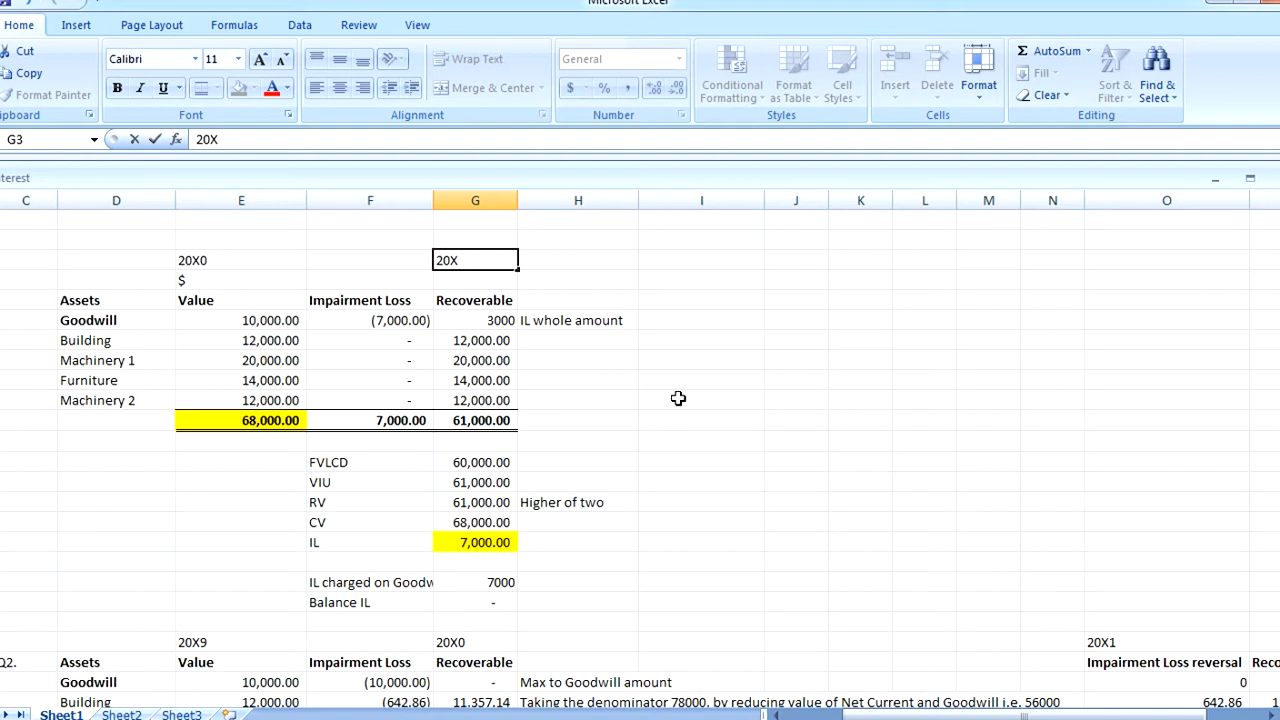 Microsoft Excel
Home Insert Page Layout Formulas Data Review View
Cut
Copy
Format Painter
Calibri 11
Wrap Text
Merge & Center
General
Conditional Formatting
Format as Table
Cell Styles
Insert
Delete
Format
AutoSum
Fill
Clear
Sort & Filter
Find & Select
Font Alignment Number Styles Cells Editing
G3 20X
C D E F G H I J K L M N O
20X0 20X
$
Assets Value Impairment Loss Recoverable
Goodwill 10,000.00 (7,000.00) 3000 IL whole amount
Building 12,000.00 - 12,000.00
Machinery 1 20,000.00 - 20,000.00
Furniture 14,000.00 - 14,000.00
Machinery 2 12,000.00 - 12,000.00
68,000.00 7,000.00 61,000.00
FVLCD 60,000.00
VIU 61,000.00
RV 61,000.00 Higher of two
CV 68,000.00
IL 7,000.00
IL charged on Goodw 7000
Balance IL -
20X9 20X0 20X1
Q2. Assets Value Impairment Loss Recoverable Impairment Loss reversal Reco
Goodwill 10,000.00 (10,000.00) - Max to Goodwill amount 0
Building 12,000.00 (642.86) 11,357.14 Taking the denominator 78000, by reducing value of Net Current and Goodwill i.e. 56000 642.86
Sheet1 Sheet2 Sheet3